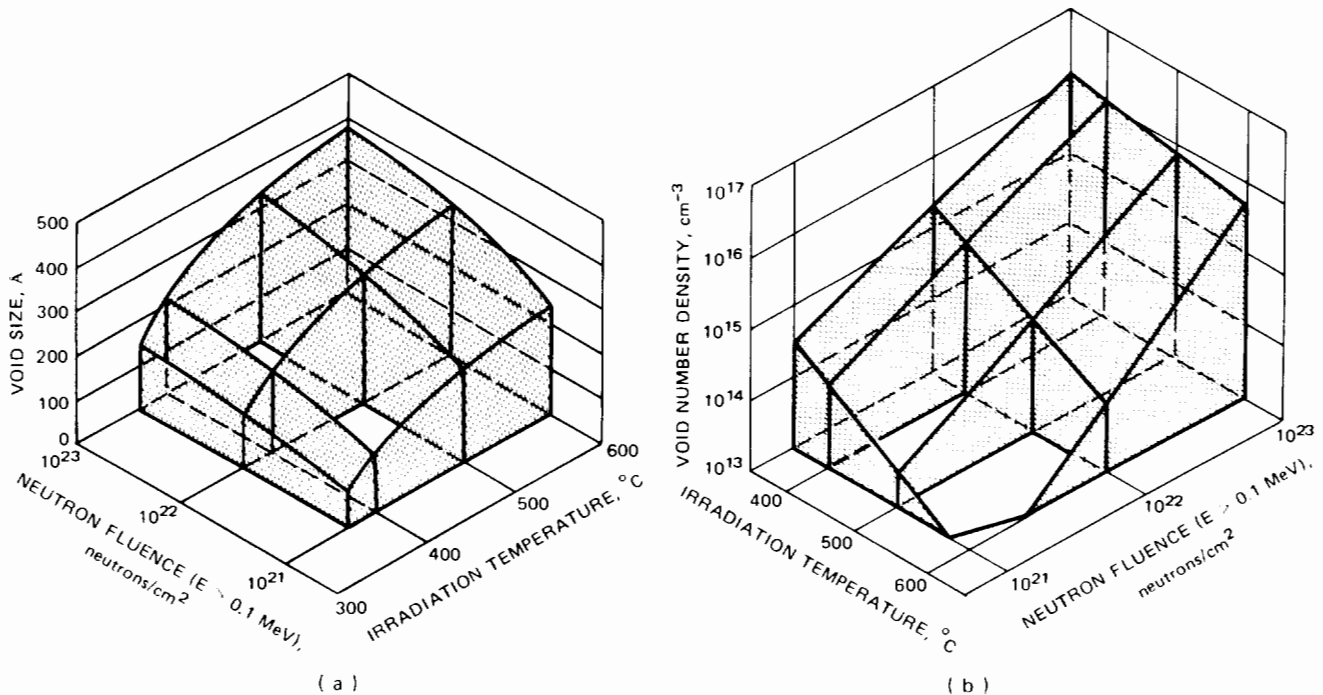 VOID SIZE, Å
500
400
300
200
100
0
10²³
10²²
10²¹
NEUTRON FLUENCE (E > 0.1 MeV),
neutrons/cm²
300
400
500
600
IRRADIATION TEMPERATURE, °C
( a )
VOID NUMBER DENSITY, cm⁻³
10¹⁷
10¹⁶
10¹⁵
10¹⁴
10¹³
400
500
600
IRRADIATION TEMPERATURE, °C
10²¹
10²²
10²³
NEUTRON FLUENCE (E > 0.1 MeV),
neutrons/cm²
( b )